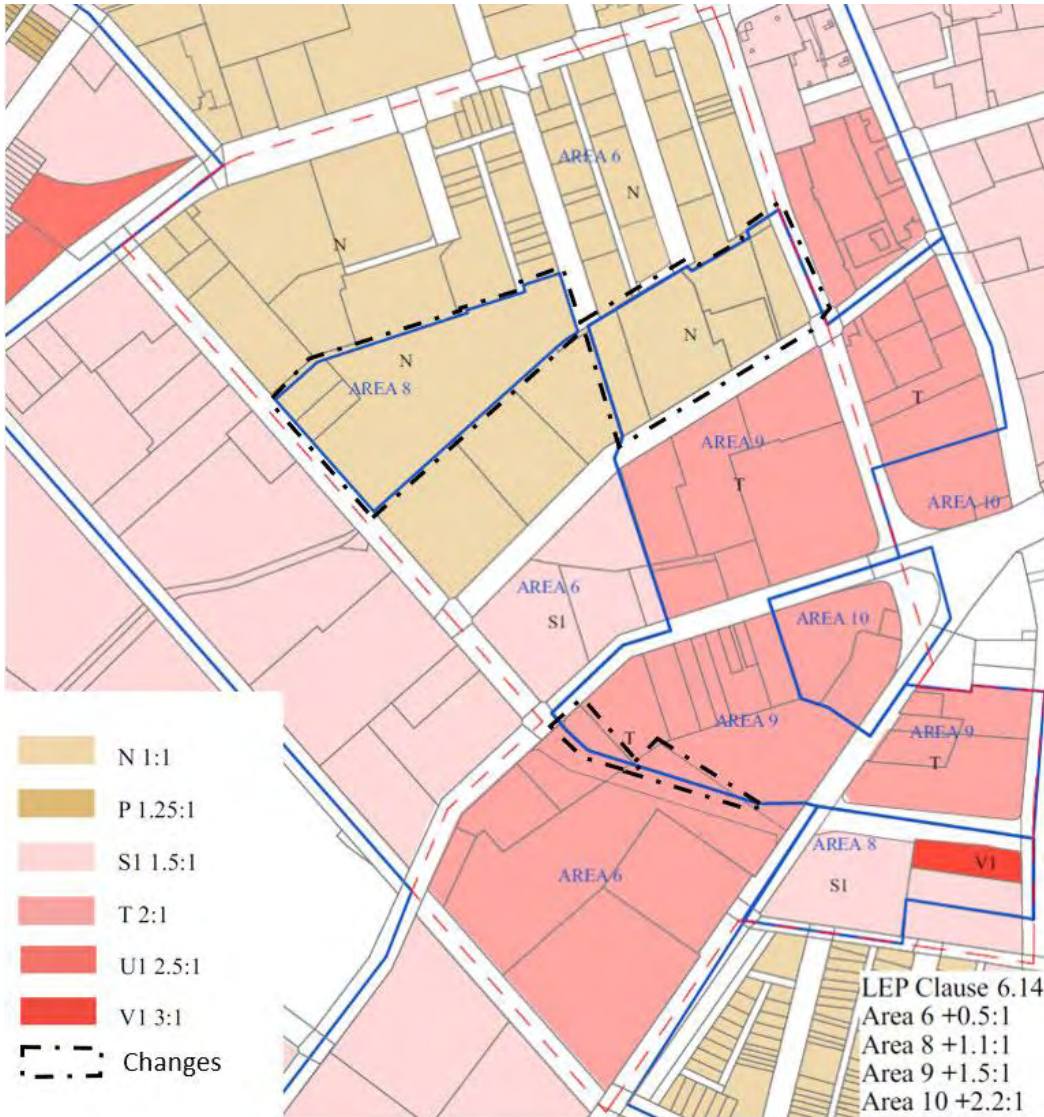 AREA 6
N
N
N
N
AREA 8
AREA 9
T
T
AREA 10
AREA 6
S1
AREA 10
AREA 9
T
AREA 9
T
AREA 8
V1
AREA 6
S1
N 1:1
P 1.25:1
S1 1.5:1
T 2:1
U1 2.5:1
V1 3:1
Changes
LEP Clause 6.14
Area 6 +0.5:1
Area 8 +1.1:1
Area 9 +1.5:1
Area 10 +2.2:1